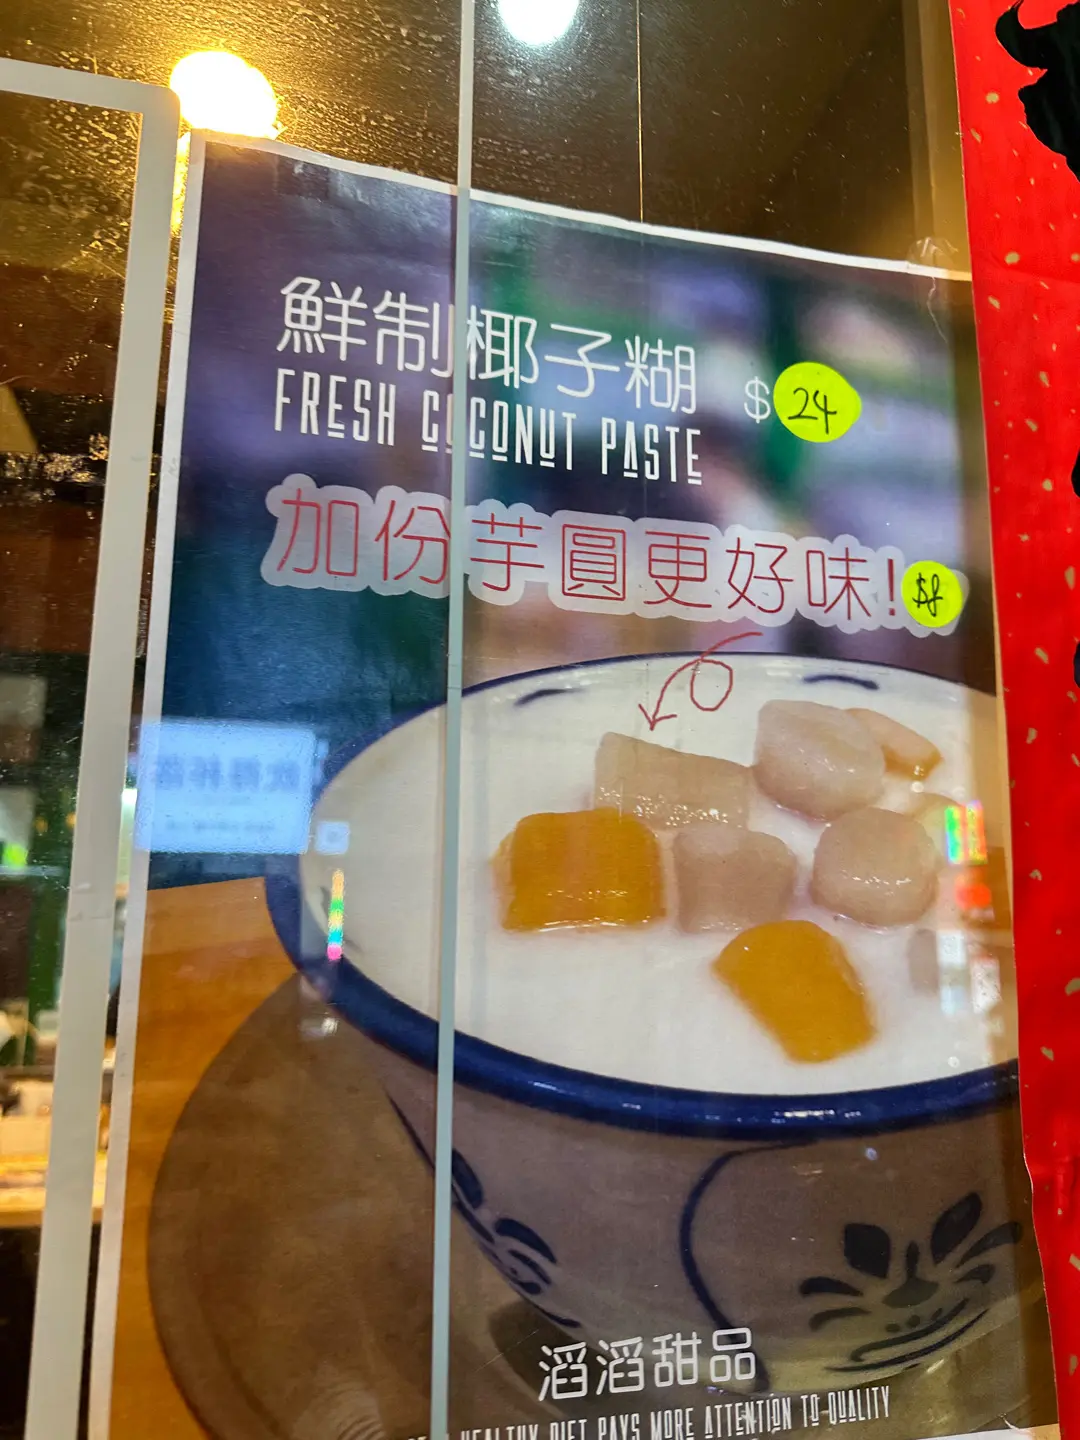 鮮制椰子糊
FRESH COCONUT PASTE
$ 24
加份芋圓更好味!
$8
滔滔甜品
HEALTHY DIET PAYS MORE ATTENTION TO QUALITY